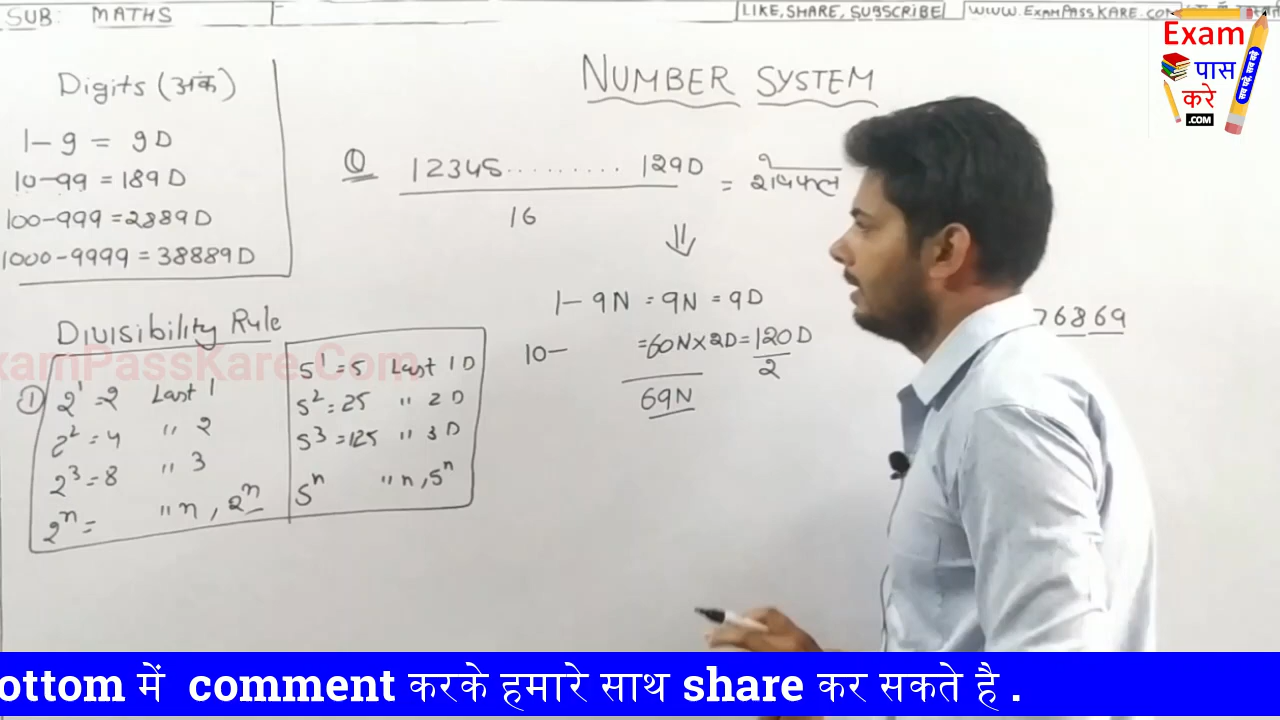 SUB: MATHS
LIKE, SHARE, SUBSCRIBE
WWW.EXAMPASSKARE.COM
Exam
पास
करे
.COM
Digits (अंक)
1-9 = 9D
10-99 = 189 D
100-999 = 2889 D
1000-9999 = 38889D
NUMBER SYSTEM
① 12345......... 129D
16
= शेषफल
⇓
1-9N = 9N = 9D
10- = 60N×2D = 120D
2
69N
76869
Divisibility Rule
ExamPassKare.Com
① 2¹ = 2 Last 1
2² = 4 " 2
2³ = 8 " 3
2ⁿ = " n, 2ⁿ
5¹ = 5 Last 1D
5² = 25 " 2D
5³ = 125 " 3D
5ⁿ " n, 5ⁿ
ottom में comment करके हमारे साथ share कर सकते है .